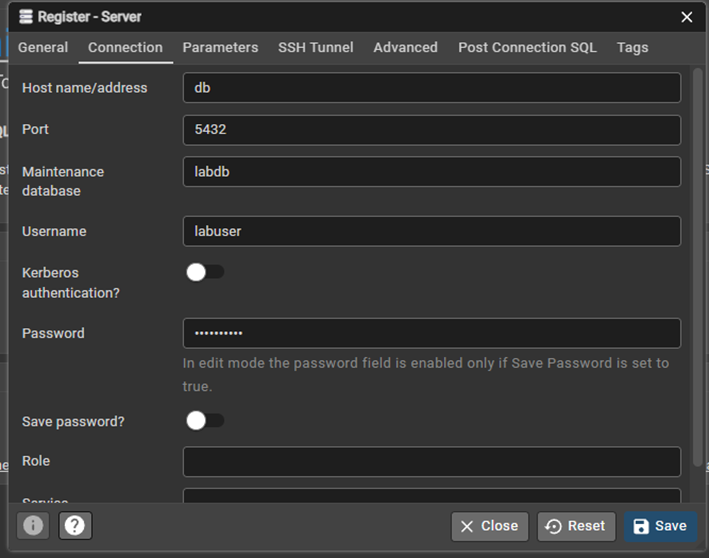 Register - Server
General Connection Parameters SSH Tunnel Advanced Post Connection SQL Tags
Host name/address db
Port 5432
Maintenance database labdb
Username labuser
Kerberos authentication?
Password ••••••••••
In edit mode the password field is enabled only if Save Password is set to
true.
Save password?
Role
Service
Close Reset Save